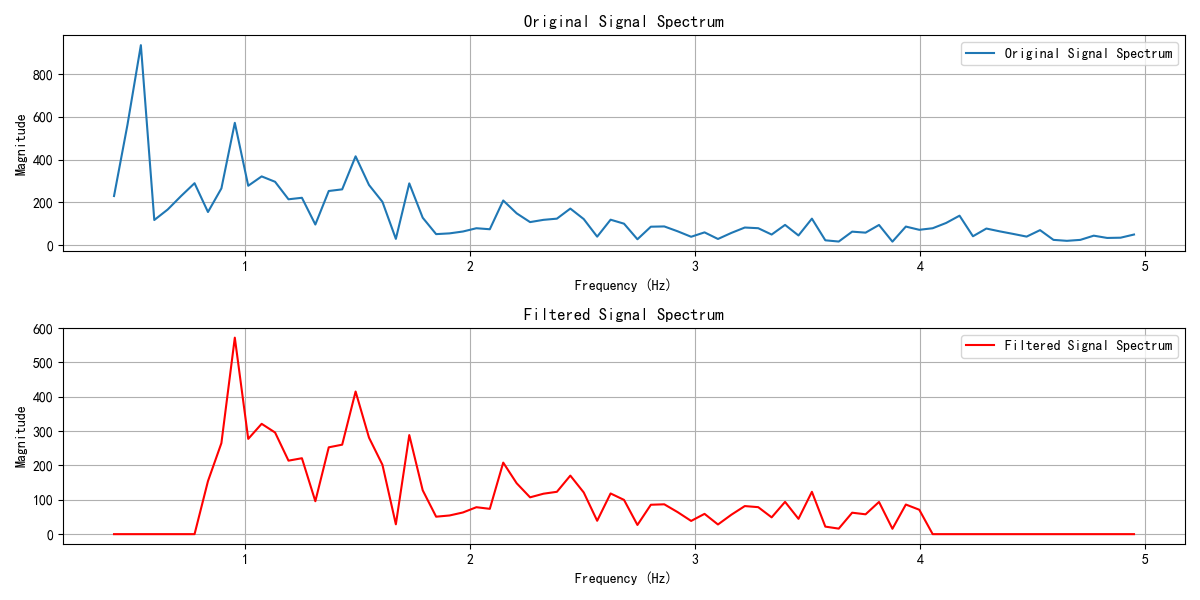 Original Signal Spectrum
Original Signal Spectrum
Magnitude
800
600
400
200
0
1 2 3 4 5
Frequency (Hz)
Filtered Signal Spectrum
Filtered Signal Spectrum
Magnitude
600
500
400
300
200
100
0
1 2 3 4 5
Frequency (Hz)